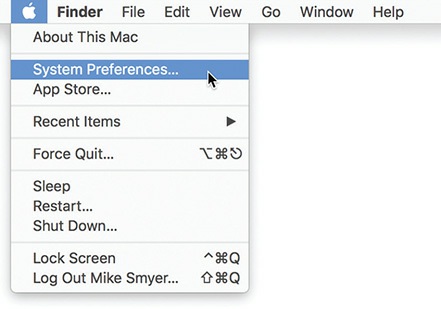 Finder File Edit View Go Window Help
About This Mac
System Preferences...
App Store...
Recent Items ▶
Force Quit... ⌥⌘⎋
Sleep
Restart...
Shut Down...
Lock Screen ^⌘Q
Log Out Mike Smyer... ⇧⌘Q